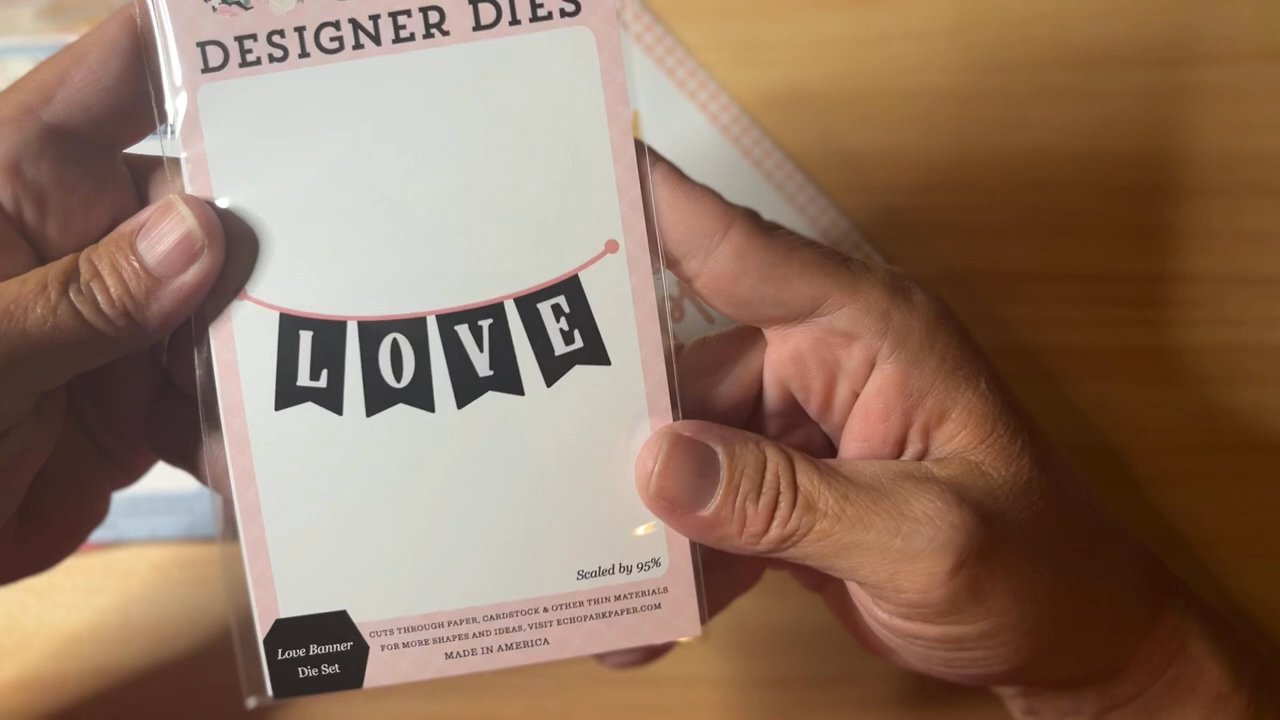 DESIGNER DIES
LOVE
Scaled by 95%
CUTS THROUGH PAPER, CARDSTOCK & OTHER THIN MATERIALS
FOR MORE SHAPES AND IDEAS, VISIT ECHOPARKPAPER.COM
MADE IN AMERICA
Love Banner
Die Set